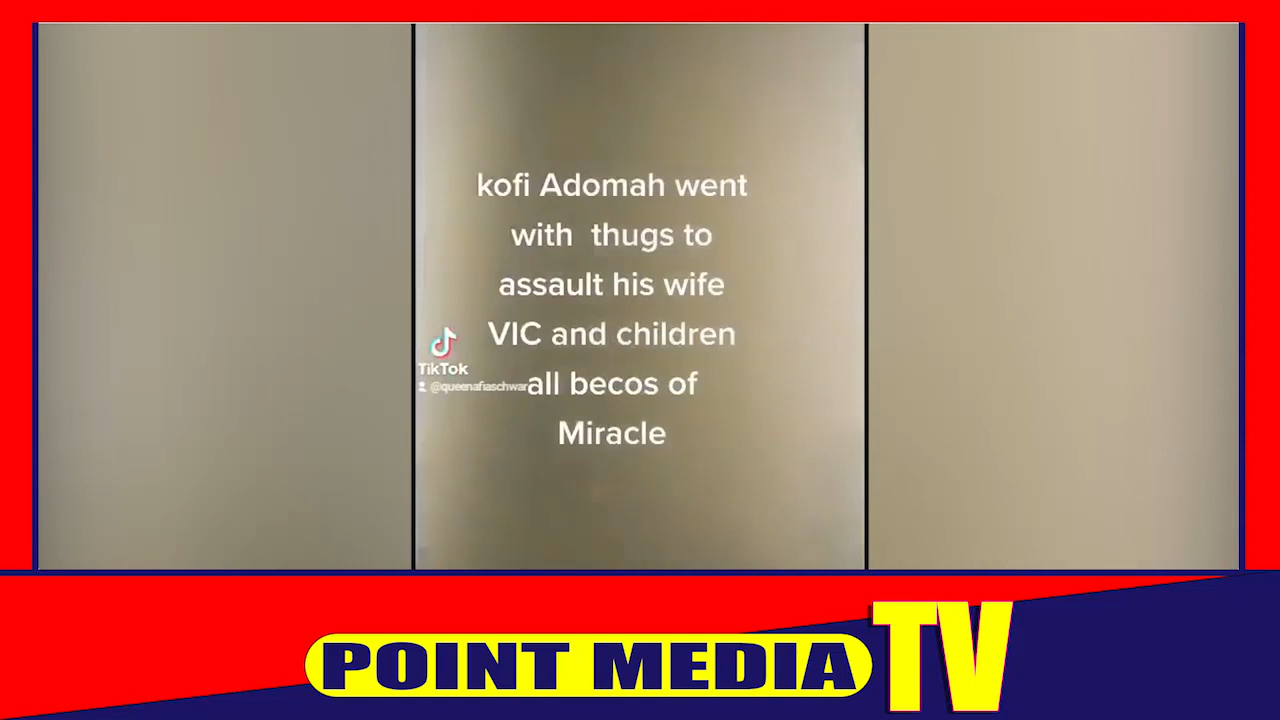 kofi Adomah went
with thugs to
assault his wife
VIC and children
all becos of
Miracle
TikTok
@queenafiaschwar
POINT MEDIA TV